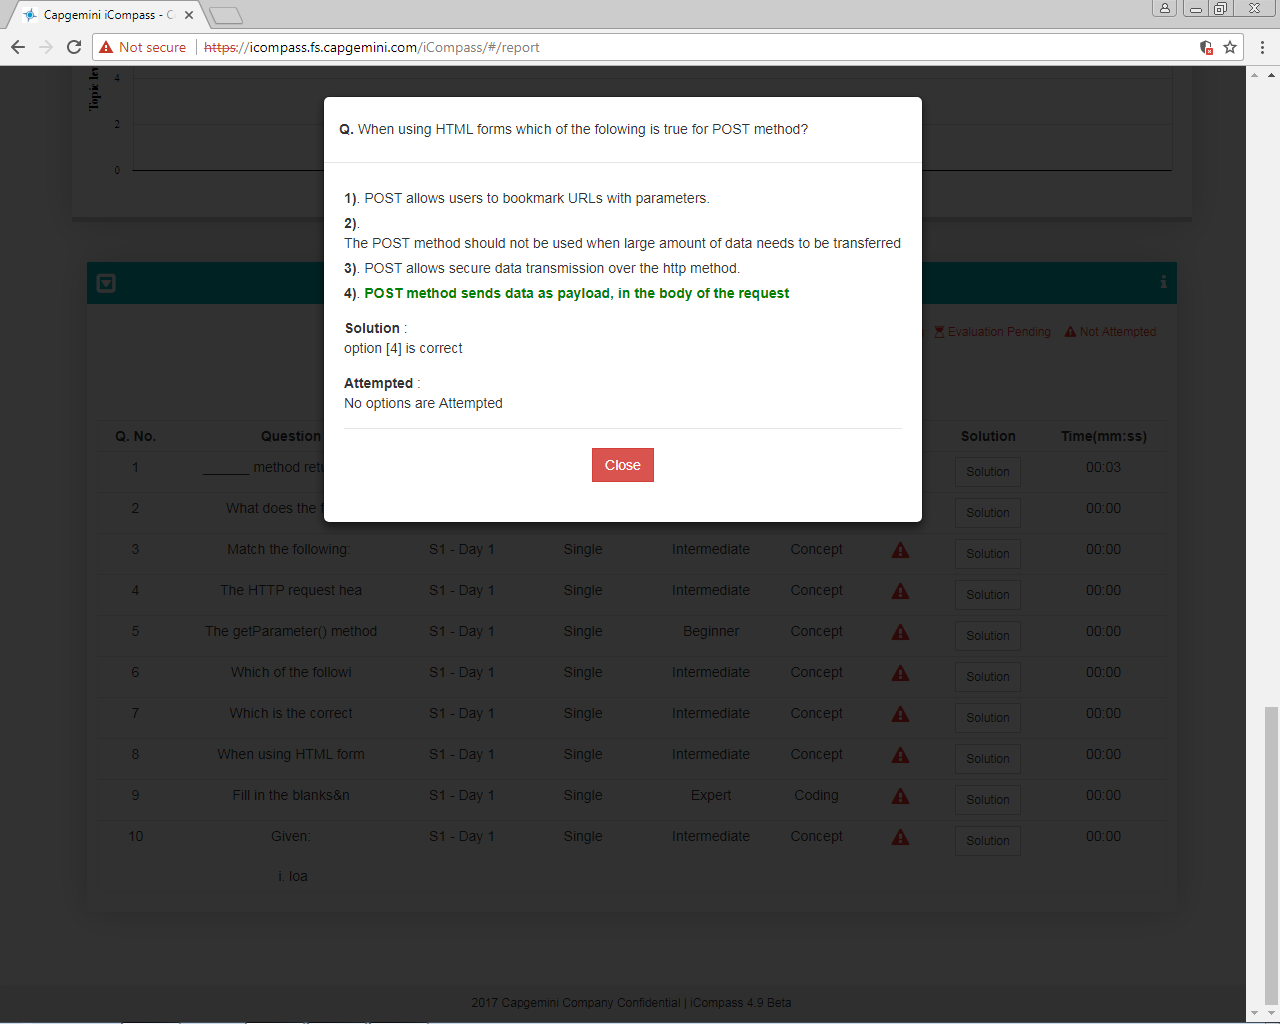 Capgemini iCompass - C
Not secure https://icompass.fs.capgemini.com/iCompass/#/report
4
2
0
Q. When using HTML forms which of the folowing is true for POST method?
1). POST allows users to bookmark URLs with parameters.
2).
The POST method should not be used when large amount of data needs to be transferred
3). POST allows secure data transmission over the http method.
4). POST method sends data as payload, in the body of the request
Solution :
option [4] is correct
Attempted :
No options are Attempted
Close
Evaluation Pending Not Attempted
Q. No. Question Solution Time(mm:ss)
1 ______ method Solution 00:03
2 What does the Solution 00:00
3 Match the following: S1 - Day 1 Single Intermediate Concept Solution 00:00
4 The HTTP request hea S1 - Day 1 Single Intermediate Concept Solution 00:00
5 The getParameter() method S1 - Day 1 Single Beginner Concept Solution 00:00
6 Which of the followi S1 - Day 1 Single Intermediate Concept Solution 00:00
7 Which is the correct S1 - Day 1 Single Intermediate Concept Solution 00:00
8 When using HTML form S1 - Day 1 Single Intermediate Concept Solution 00:00
9 Fill in the blanks&n S1 - Day 1 Single Expert Coding Solution 00:00
10 Given: S1 - Day 1 Single Intermediate Concept Solution 00:00
i. loa
2017 Capgemini Company Confidential | iCompass 4.9 Beta